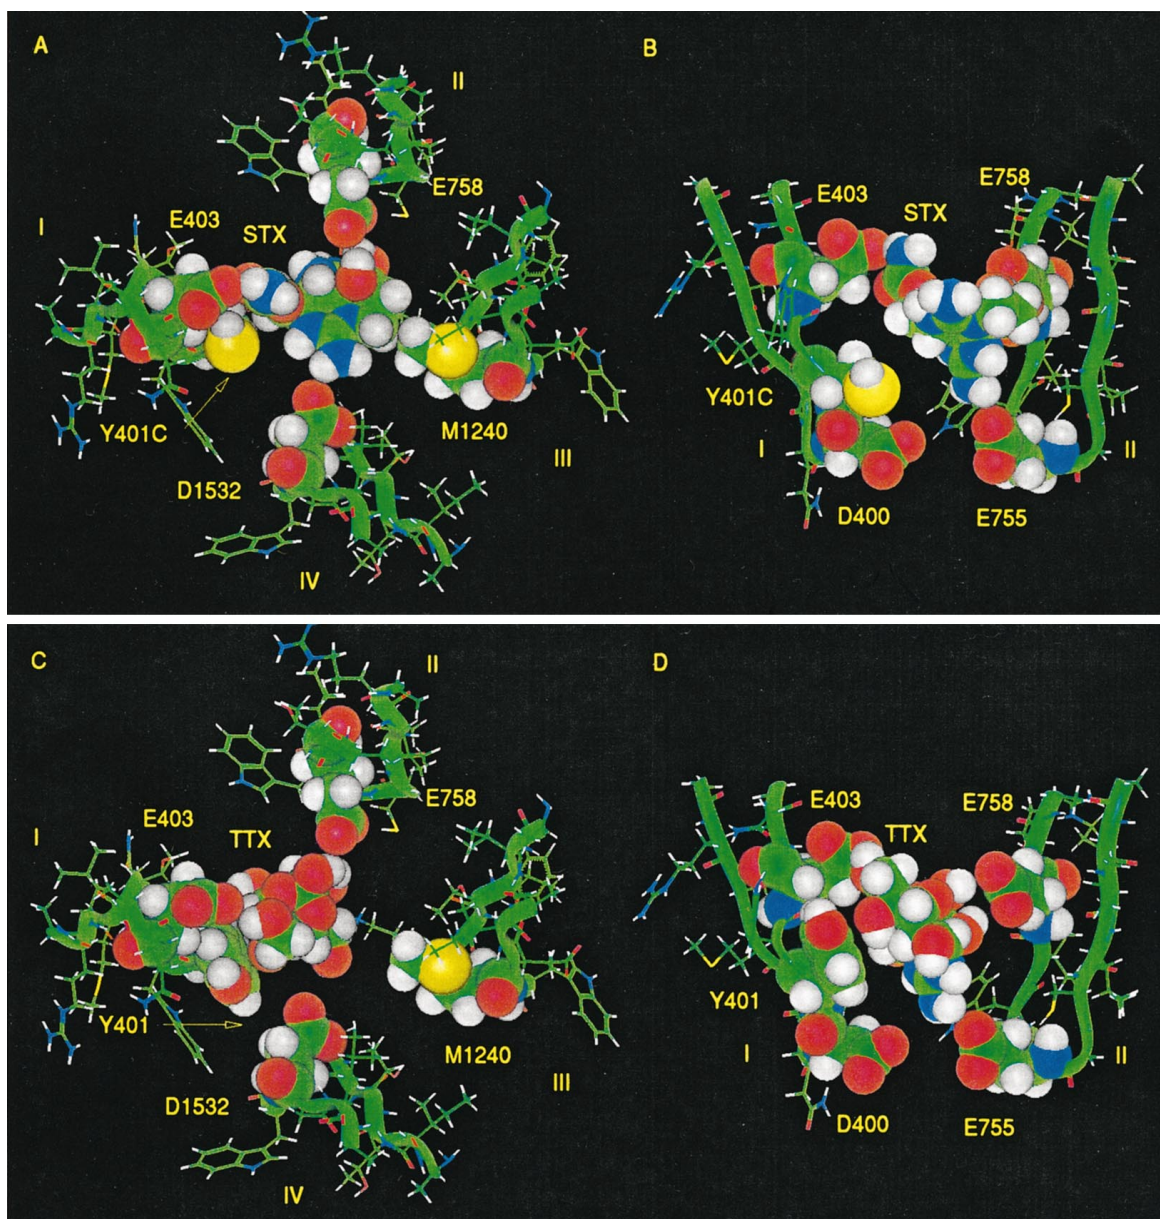 A
II
E758
E403
I
STX
Y401C
M1240
D1532
III
IV
B
E758
E403
STX
Y401C
I
II
D400
E755
C
II
E758
E403
I
TTX
Y401
M1240
III
D1532
IV
D
E403
E758
TTX
Y401
I
II
D400
E755